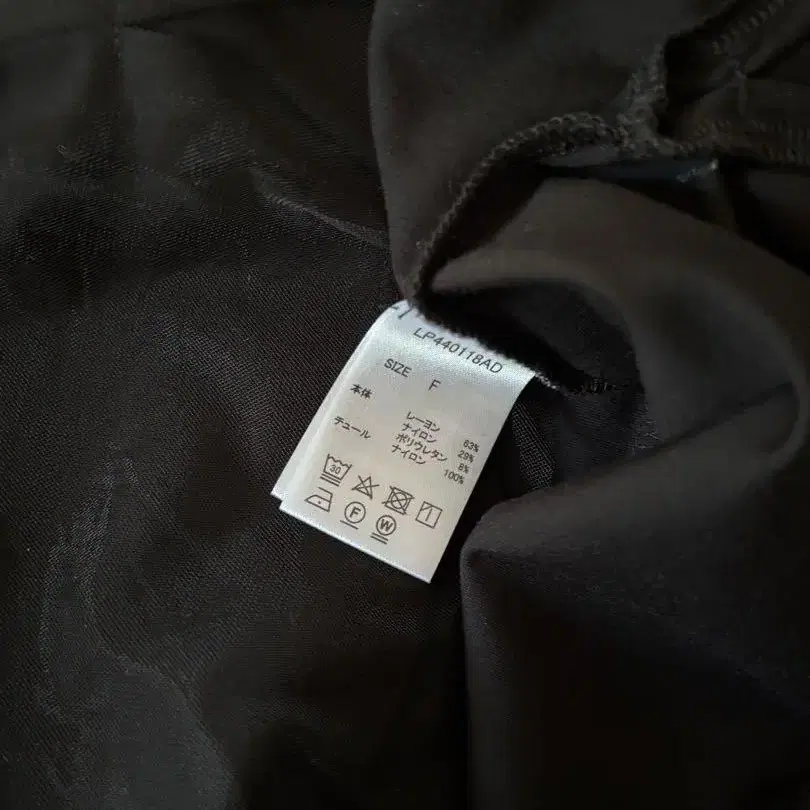 LP440118AD
SIZE F
本体 レーヨン 63%
ナイロン 29%
ポリウレタン 8%
チュール ナイロン 100%
30
F W